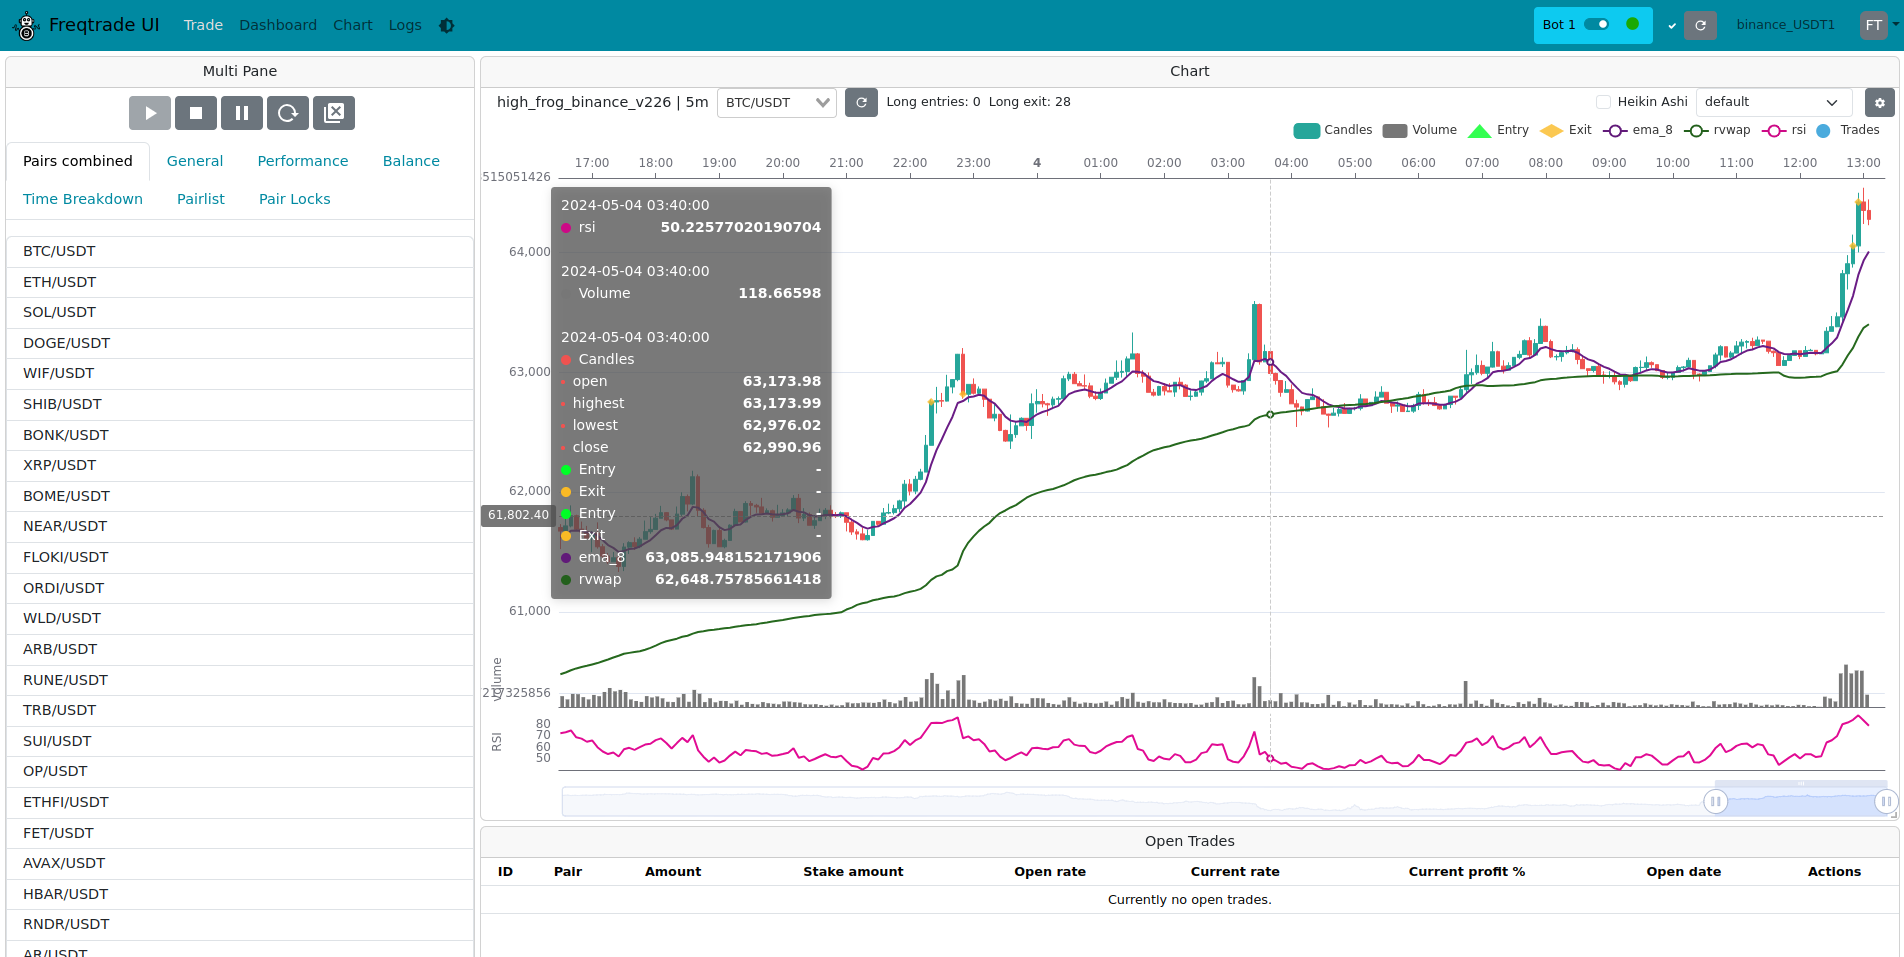 Freqtrade UI Trade Dashboard Chart Logs Bot 1 binance_USDT1 FT
Multi Pane
Pairs combined General Performance Balance
Time Breakdown Pairlist Pair Locks
BTC/USDT
ETH/USDT
SOL/USDT
DOGE/USDT
WIF/USDT
SHIB/USDT
BONK/USDT
XRP/USDT
BOME/USDT
NEAR/USDT
FLOKI/USDT
ORDI/USDT
WLD/USDT
ARB/USDT
RUNE/USDT
TRB/USDT
SUI/USDT
OP/USDT
ETHFI/USDT
FET/USDT
AVAX/USDT
HBAR/USDT
RNDR/USDT
AR/USDT
Chart
high_frog_binance_v226 | 5m BTC/USDT Long entries: 0 Long exit: 28 Heikin Ashi default
Candles Volume Entry Exit ema_8 rvwap rsi Trades
17:00 18:00 19:00 20:00 21:00 22:00 23:00 4 01:00 02:00 03:00 04:00 05:00 06:00 07:00 08:00 09:00 10:00 11:00 12:00 13:00
515051426
64,000
63,000
62,000
61,802.40
61,000
2024-05-04 03:40:00
rsi 50.22577020190704
2024-05-04 03:40:00
Volume 118.66598
2024-05-04 03:40:00
Candles
open 63,173.98
highest 63,173.99
lowest 62,976.02
close 62,990.96
Entry -
Exit -
Entry -
Exit -
ema_8 63,085.948152171906
rvwap 62,648.75785661418
Volume
217325856
RSI
80
70
60
50
Open Trades
ID Pair Amount Stake amount Open rate Current rate Current profit % Open date Actions
Currently no open trades.